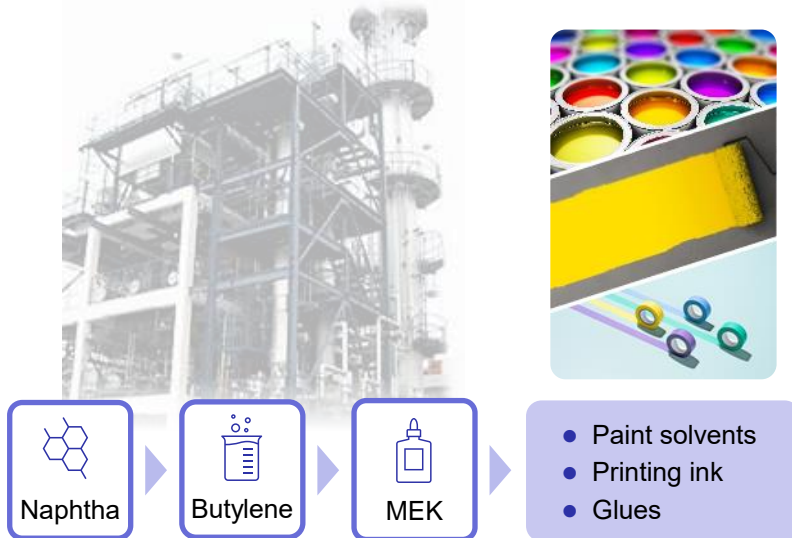 Naphtha
Butylene
MEK
Paint solvents
Printing ink
Glues